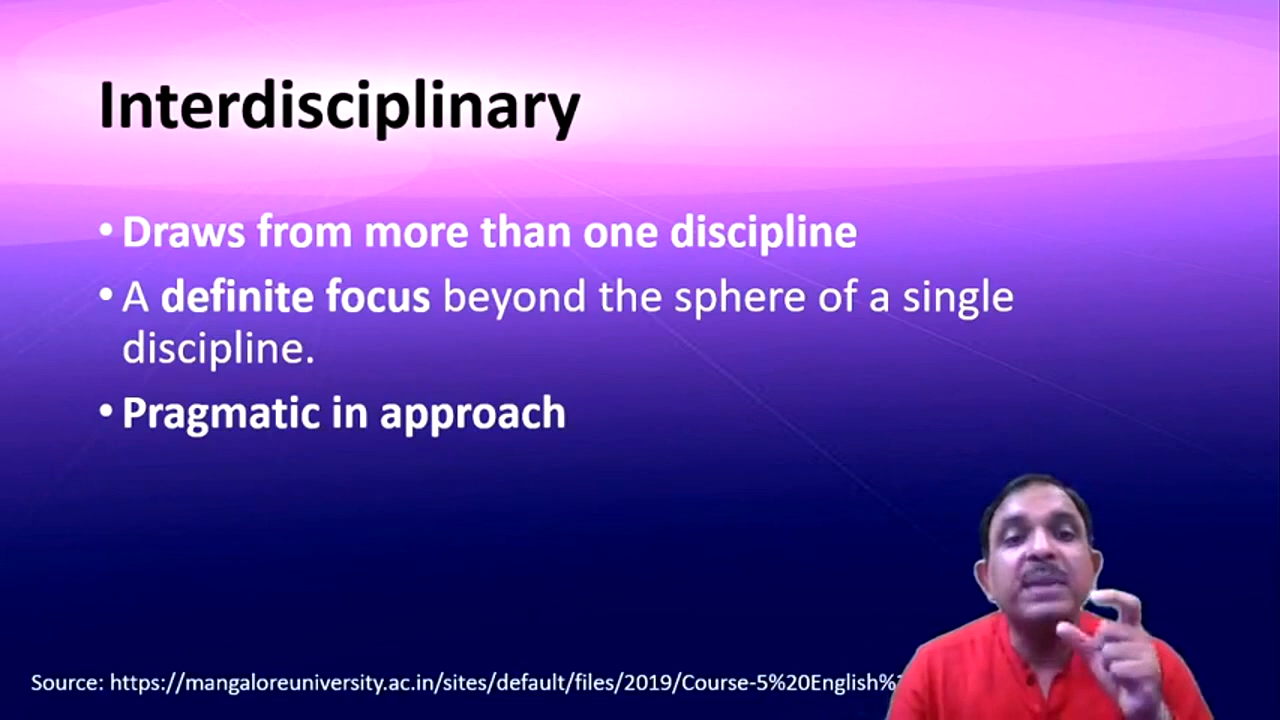 Interdisciplinary
• Draws from more than one discipline
• A definite focus beyond the sphere of a single
discipline.
• Pragmatic in approach
Source: https://mangaloreuniversity.ac.in/sites/default/files/2019/Course-5%20English%